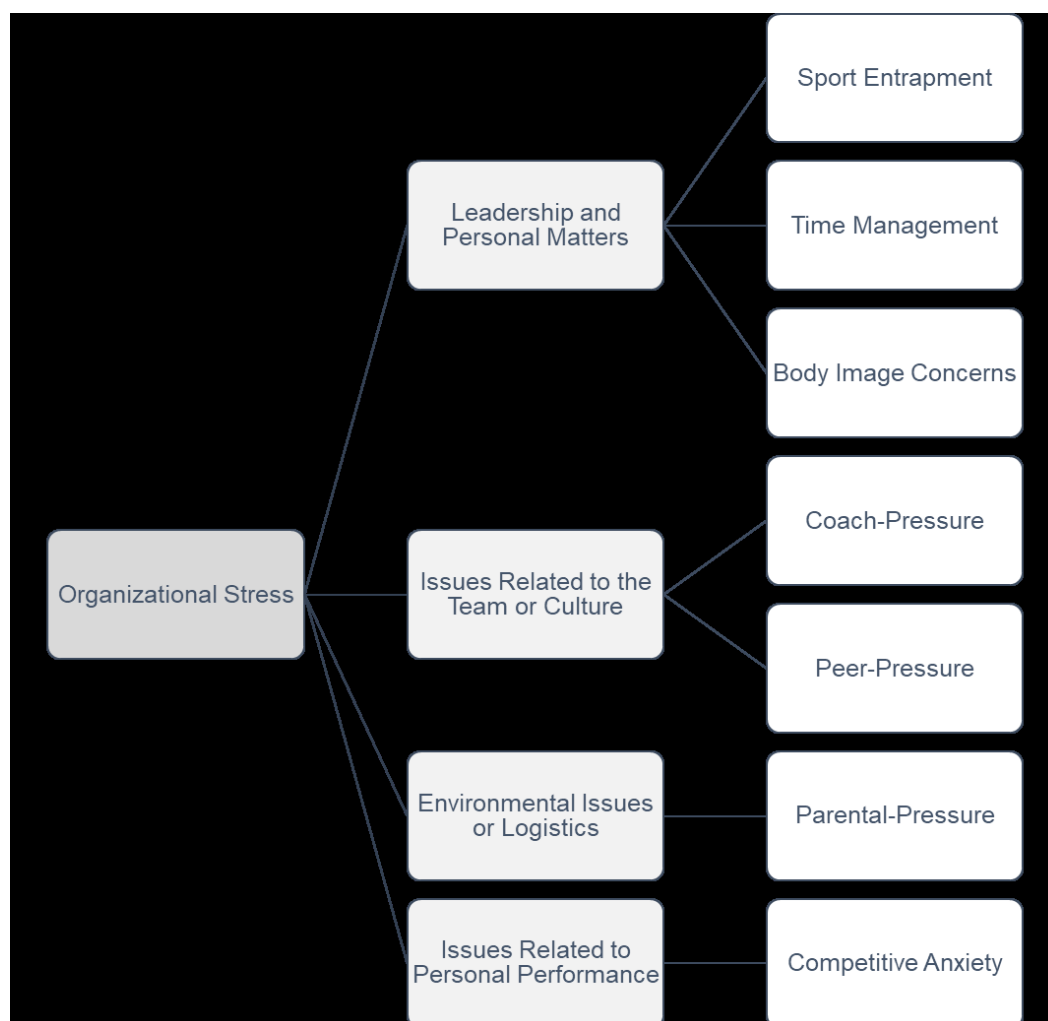 Sport Entrapment
Leadership and
Personal Matters
Time Management
Body Image Concerns
Coach-Pressure
Organizational Stress
Issues Related to the
Team or Culture
Peer-Pressure
Environmental Issues
or Logistics
Parental-Pressure
Issues Related to
Personal Performance
Competitive Anxiety